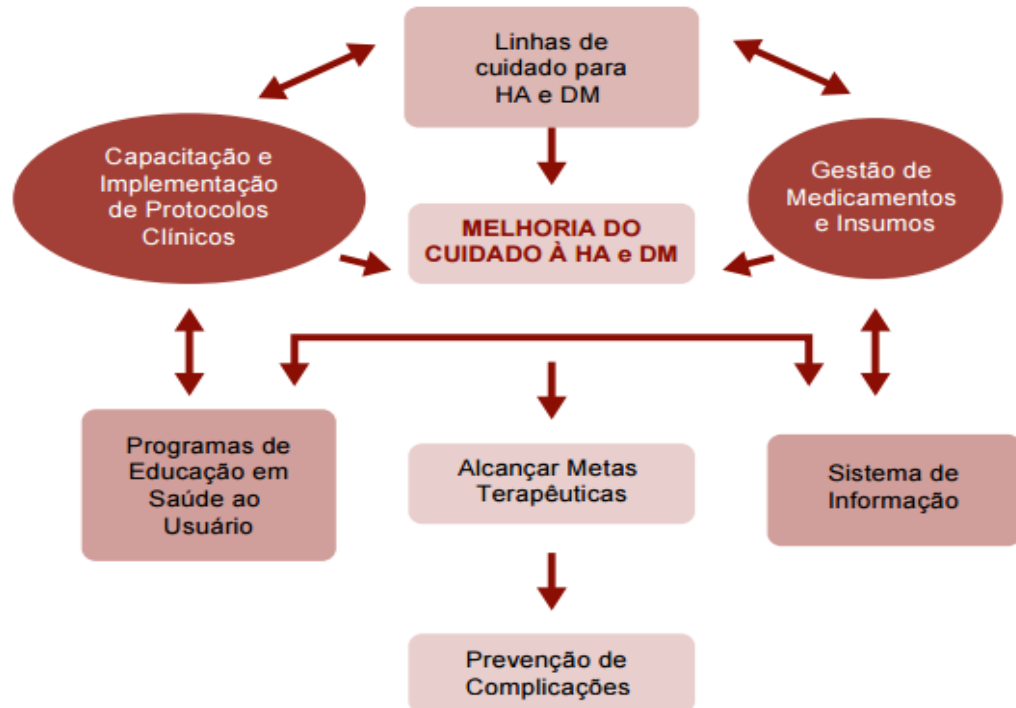 Linhas de
cuidado para
HA e DM
Capacitação e
Implementação
de Protocolos
Clínicos
Gestão de
Medicamentos
e Insumos
MELHORIA DO
CUIDADO À HA e DM
Programas de
Educação em
Saúde ao
Usuário
Alcançar Metas
Terapêuticas
Sistema de
Informação
Prevenção de
Complicações